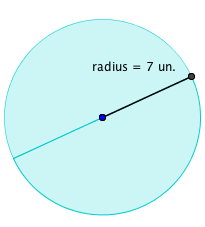 radius = 7 un.